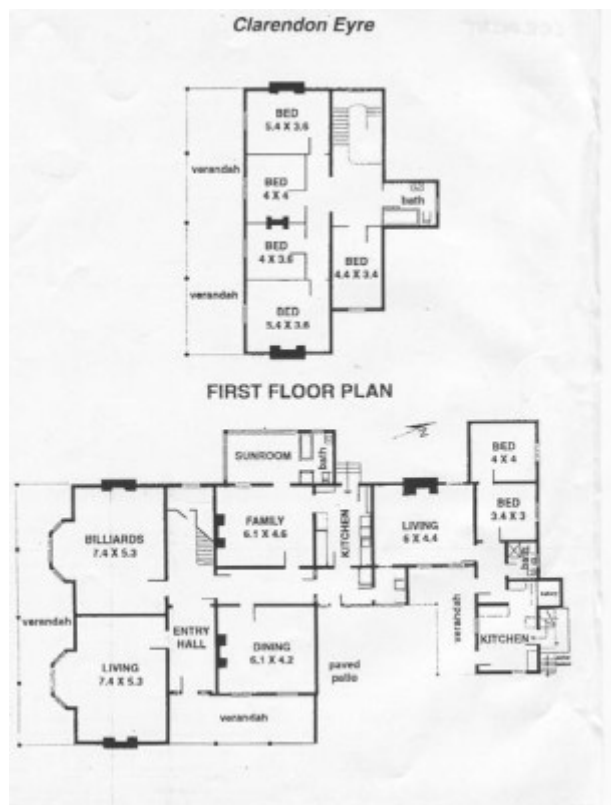 Clarendon Eyre
BED
5.4 X 3.6
verandah
BED
4 X 4
bath
BED
4 X 3.6
BED
4.4 X 3.4
verandah
BED
5.4 X 3.6
FIRST FLOOR PLAN
SUNROOM
bath
BED
4 X 4
BED
3.4 X 3
FAMILY
6.1 X 4.6
KITCHEN
LIVING
6 X 4.4
BILLIARDS
7.4 X 5.3
bath
verandah
ENTRY
HALL
verandah
KITCHEN
DINING
6.1 X 4.2
LIVING
7.4 X 5.3
paved
patio
verandah